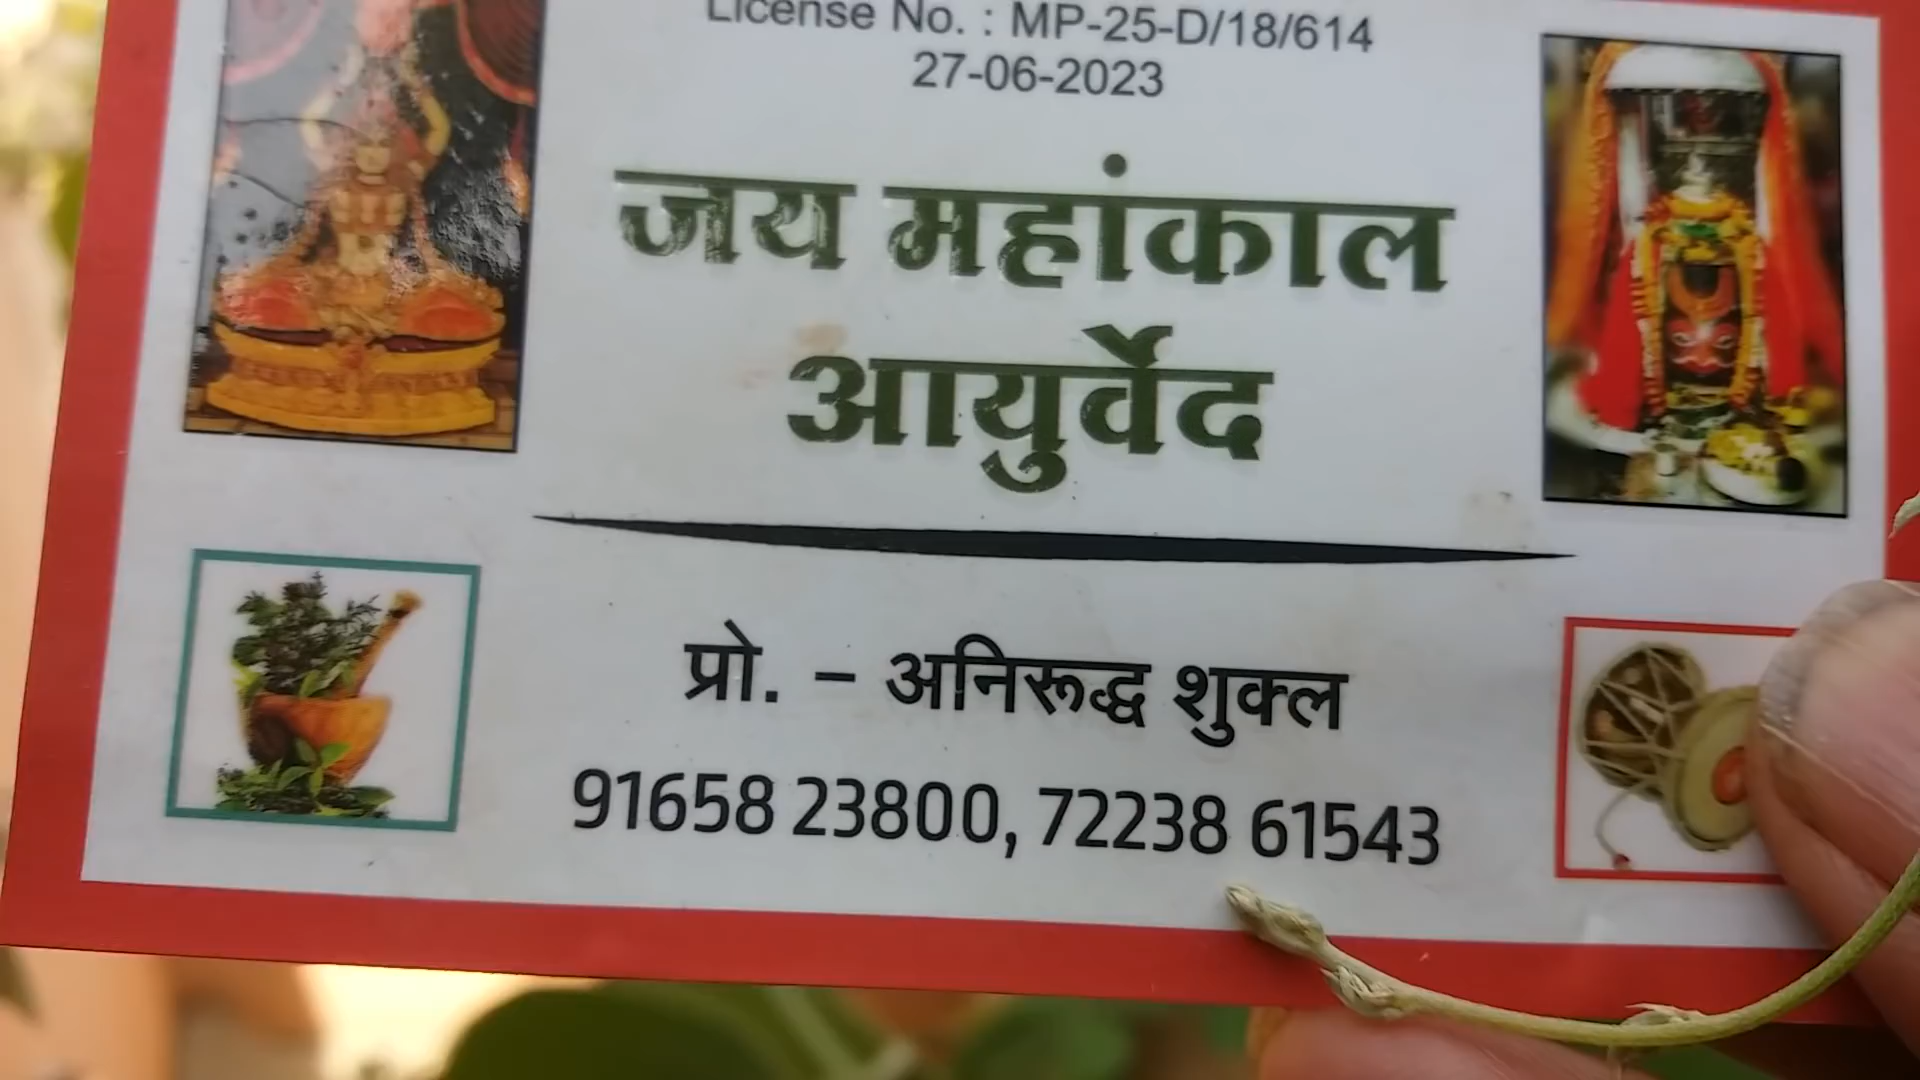 License No. : MP-25-D/18/614
27-06-2023
जय महांकाल
आयुर्वेद
प्रो. – अनिरूद्ध शुक्ल
91658 23800, 72238 61543